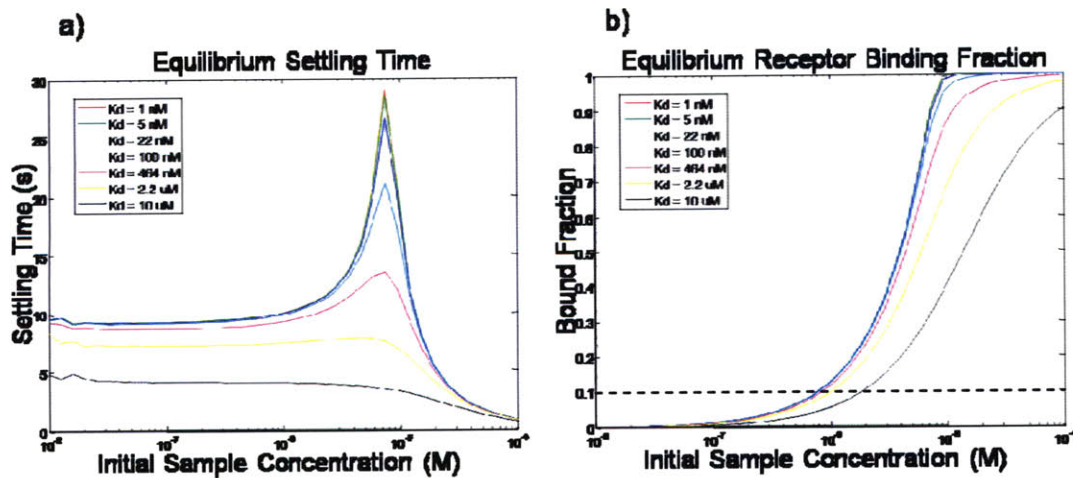 a)
Equilibrium Settling Time
30
25
20
15
10
5
0
Settling Time (s)
Kd = 1 nM
Kd = 5 nM
Kd = 22 nM
Kd = 100 nM
Kd = 464 nM
Kd = 2.2 uM
Kd = 10 uM
Initial Sample Concentration (M)
b)
Equilibrium Receptor Binding Fraction
1
0.9
0.8
0.7
0.6
0.5
0.4
0.3
0.2
0.1
0
Bound Fraction
Kd = 1 nM
Kd = 5 nM
Kd = 22 nM
Kd = 100 nM
Kd = 464 nM
Kd = 2.2 uM
Kd = 10 uM
Initial Sample Concentration (M)